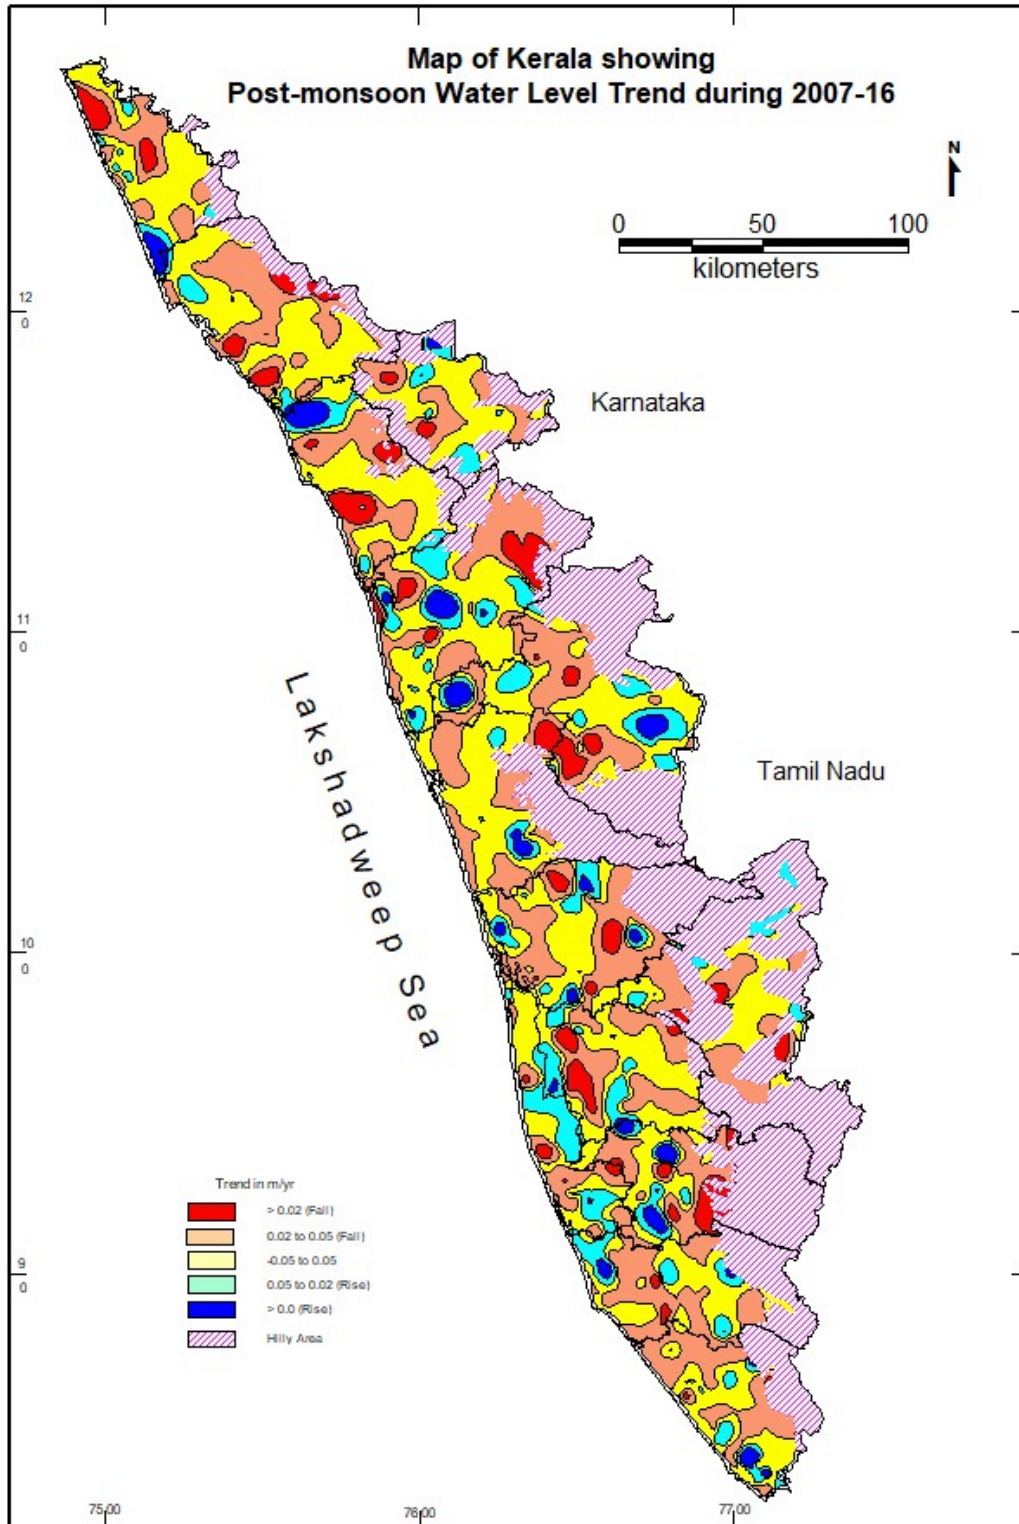 Map of Kerala showing
Post-monsoon Water Level Trend during 2007-16
N
0 50 100
kilometers
12
0
Karnataka
11
0
Lakshadweep Sea
Tamil Nadu
10
0
Trend in m/yr
> 0.02 (Fall)
0.02 to 0.05 (Fall)
-0.05 to 0.05
0.05 to 0.02 (Rise)
> 0.0 (Rise)
Hilly Area
9
0
75,00 76,00 77,00